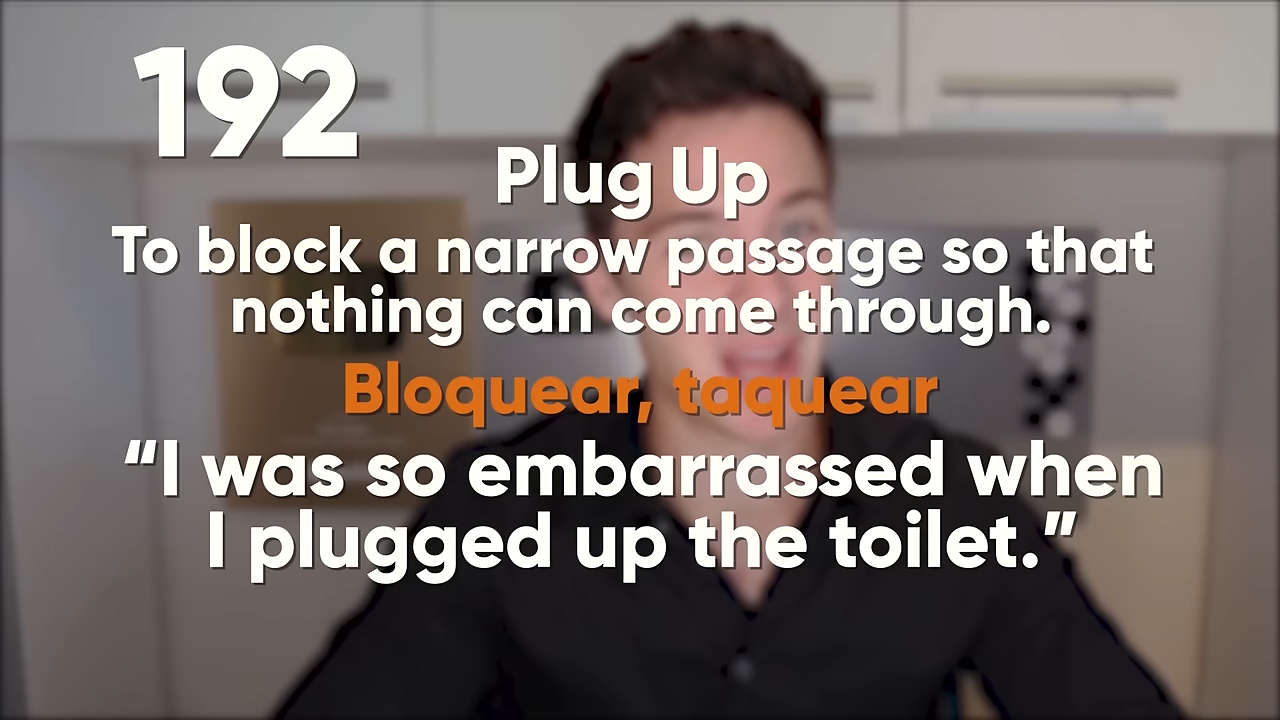 192
Plug Up
To block a narrow passage so that
nothing can come through.
Bloquear, taquear
“I was so embarrassed when
I plugged up the toilet.”